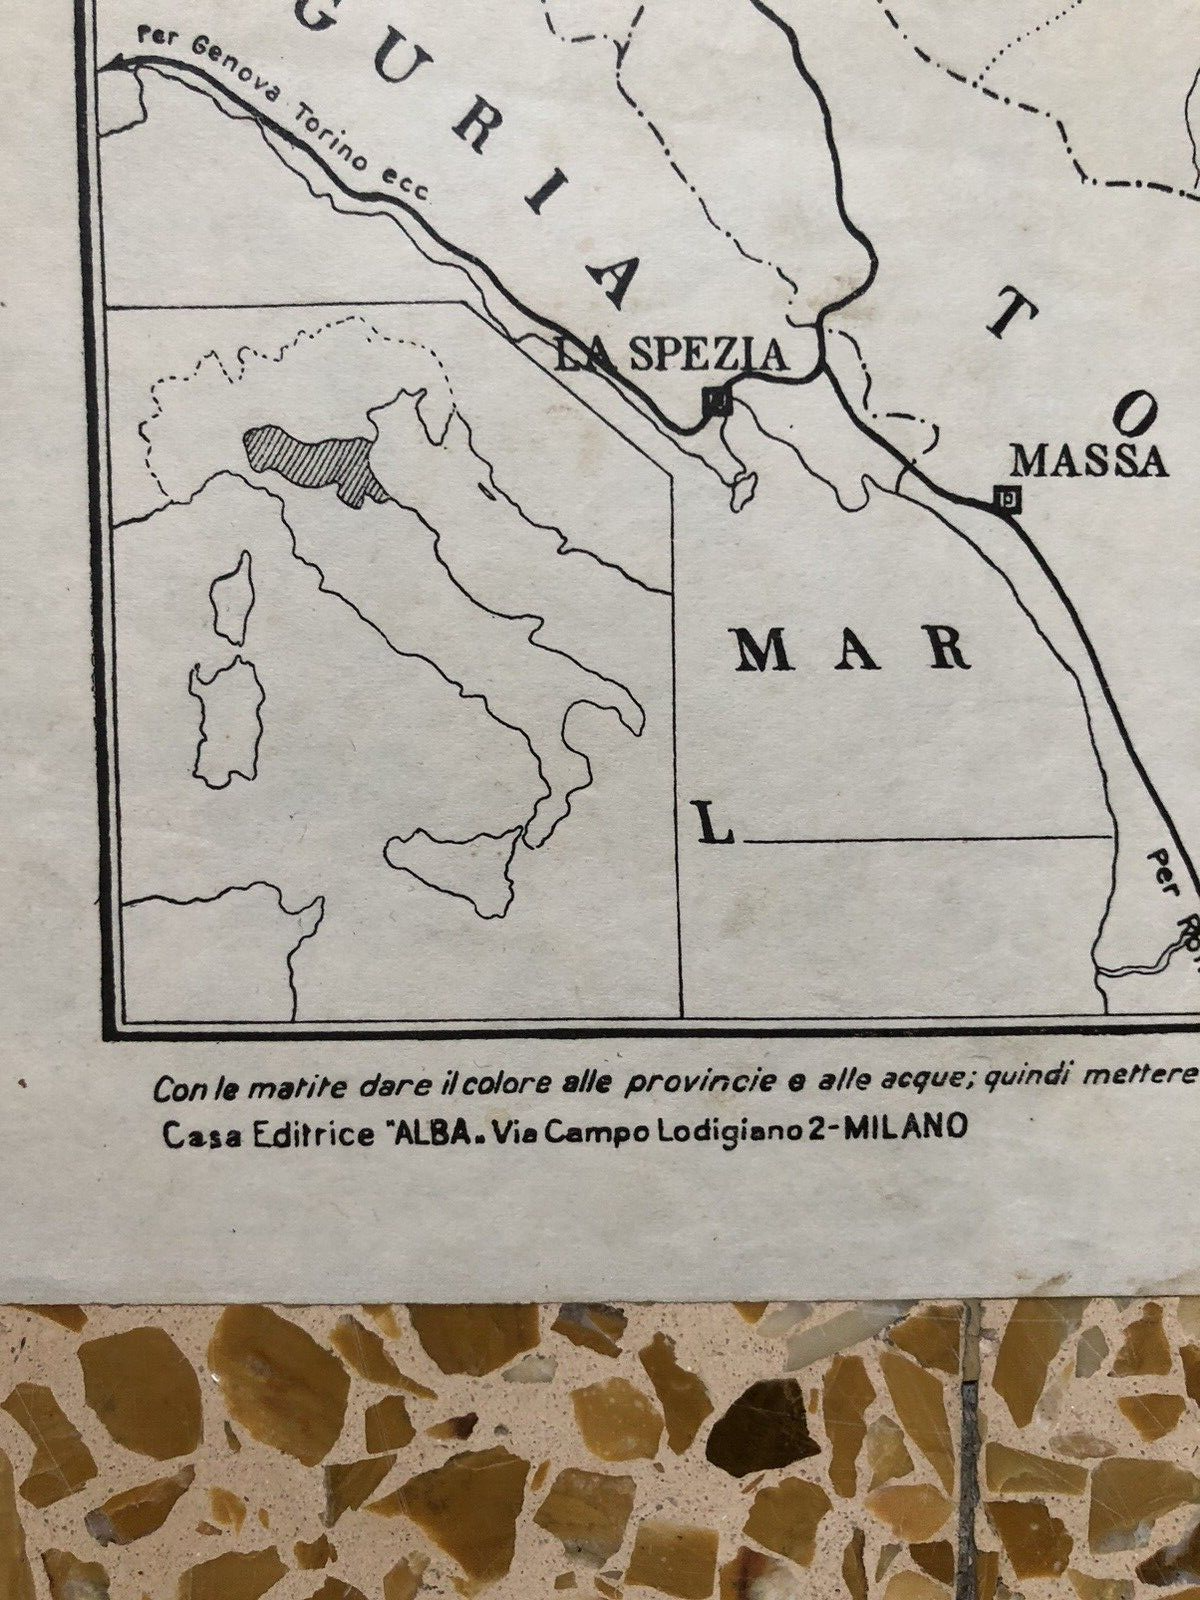 GURIA
Per Genova Torino ecc
T
O
LA SPEZIA
MASSA
MAR
L
Per
Con le matite dare il colore alle provincie e alle acque; quindi mettere
Casa Editrice "ALBA„ Via Campo Lodigiano 2-MILANO